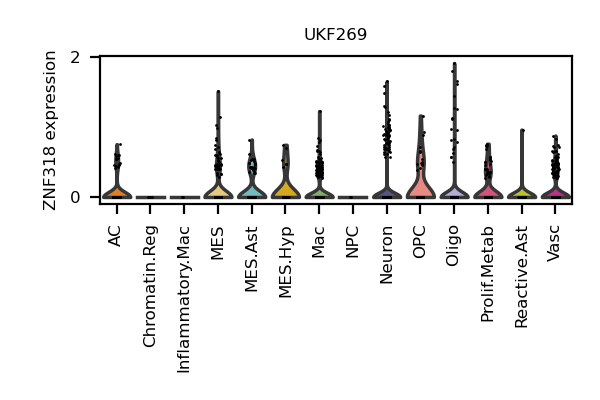 UKF269
ZNF318 expression
2
0
AC
Chromatin.Reg
Inflammatory.Mac
MES
MES.Ast
MES.Hyp
Mac
NPC
Neuron
OPC
Oligo
Prolif.Metab
Reactive.Ast
Vasc